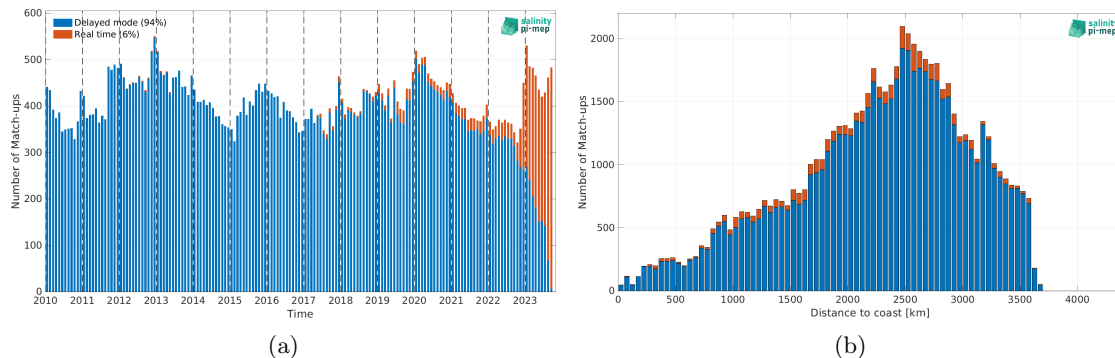 Delayed mode (94%)
Real time (6%)
salinity
pi-mep
600
500
400
300
200
100
0
Number of Match-ups
2010 2011 2012 2013 2014 2015 2016 2017 2018 2019 2020 2021 2022 2023
Time
(a)
salinity
pi-mep
2000
1500
1000
500
0
Number of Match-ups
0 500 1000 1500 2000 2500 3000 3500 4000
Distance to coast [km]
(b)